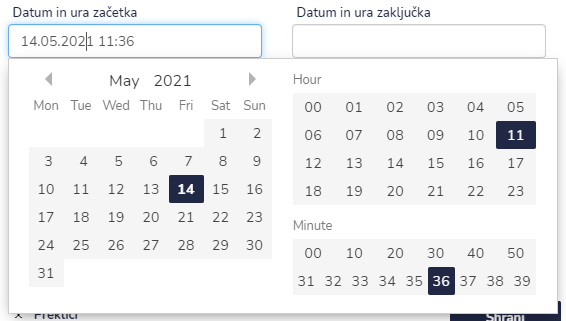 Datum in ura začetka
Datum in ura zaključka
14.05.2021 11:36
May 2021
Mon Tue Wed Thu Fri Sat Sun
1 2
3 4 5 6 7 8 9
10 11 12 13 14 15 16
17 18 19 20 21 22 23
24 25 26 27 28 29 30
31
Hour
00 01 02 03 04 05
06 07 08 09 10 11
12 13 14 15 16 17
18 19 20 21 22 23
Minute
00 10 20 30 40 50
31 32 33 34 35 36 37 38 39
× Prekliči
Shrani